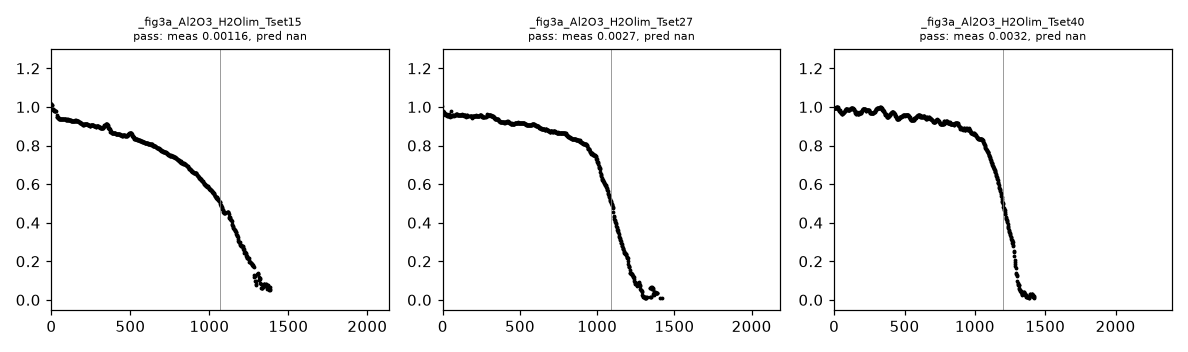 _fig3a_Al2O3_H2Olim_Tset15
pass: meas 0.00116, pred nan
_fig3a_Al2O3_H2Olim_Tset27
pass: meas 0.0027, pred nan
_fig3a_Al2O3_H2Olim_Tset40
pass: meas 0.0032, pred nan
1.2 1.2 1.2
1.0 1.0 1.0
0.8 0.8 0.8
0.6 0.6 0.6
0.4 0.4 0.4
0.2 0.2 0.2
0.0 0.0 0.0
0 500 1000 1500 2000 0 500 1000 1500 2000 0 500 1000 1500 2000